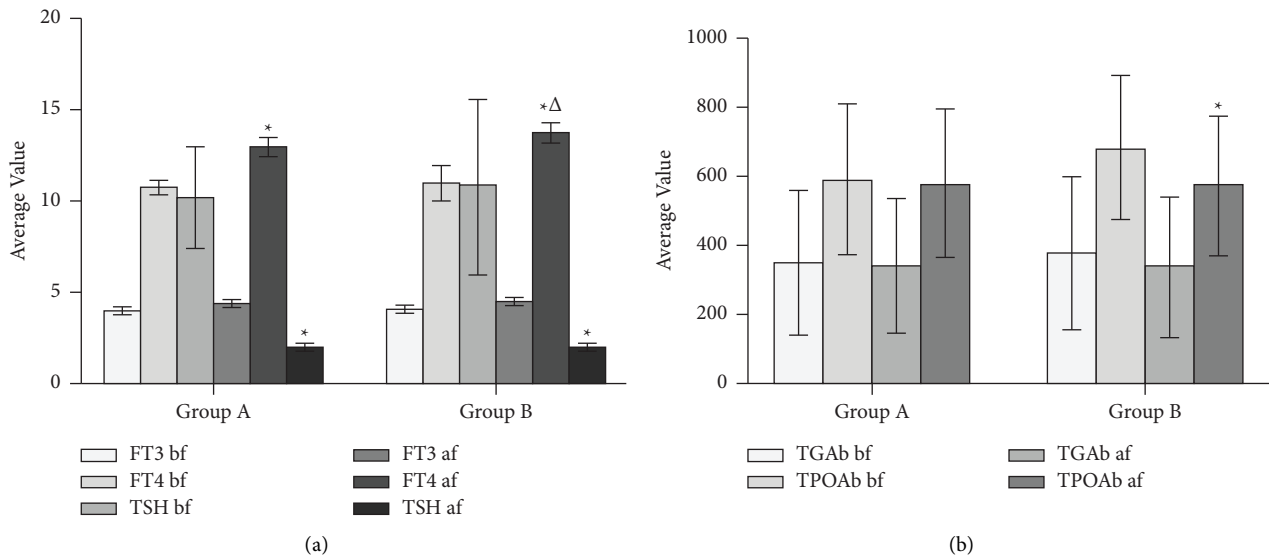 20
15
10
5
0
Average Value
*
*
*Δ
*
Group A
Group B
FT3 bf
FT4 bf
TSH bf
FT3 af
FT4 af
TSH af
(a)
1000
800
600
400
200
0
Average Value
*
Group A
Group B
TGAb bf
TPOAb bf
TGAb af
TPOAb af
(b)